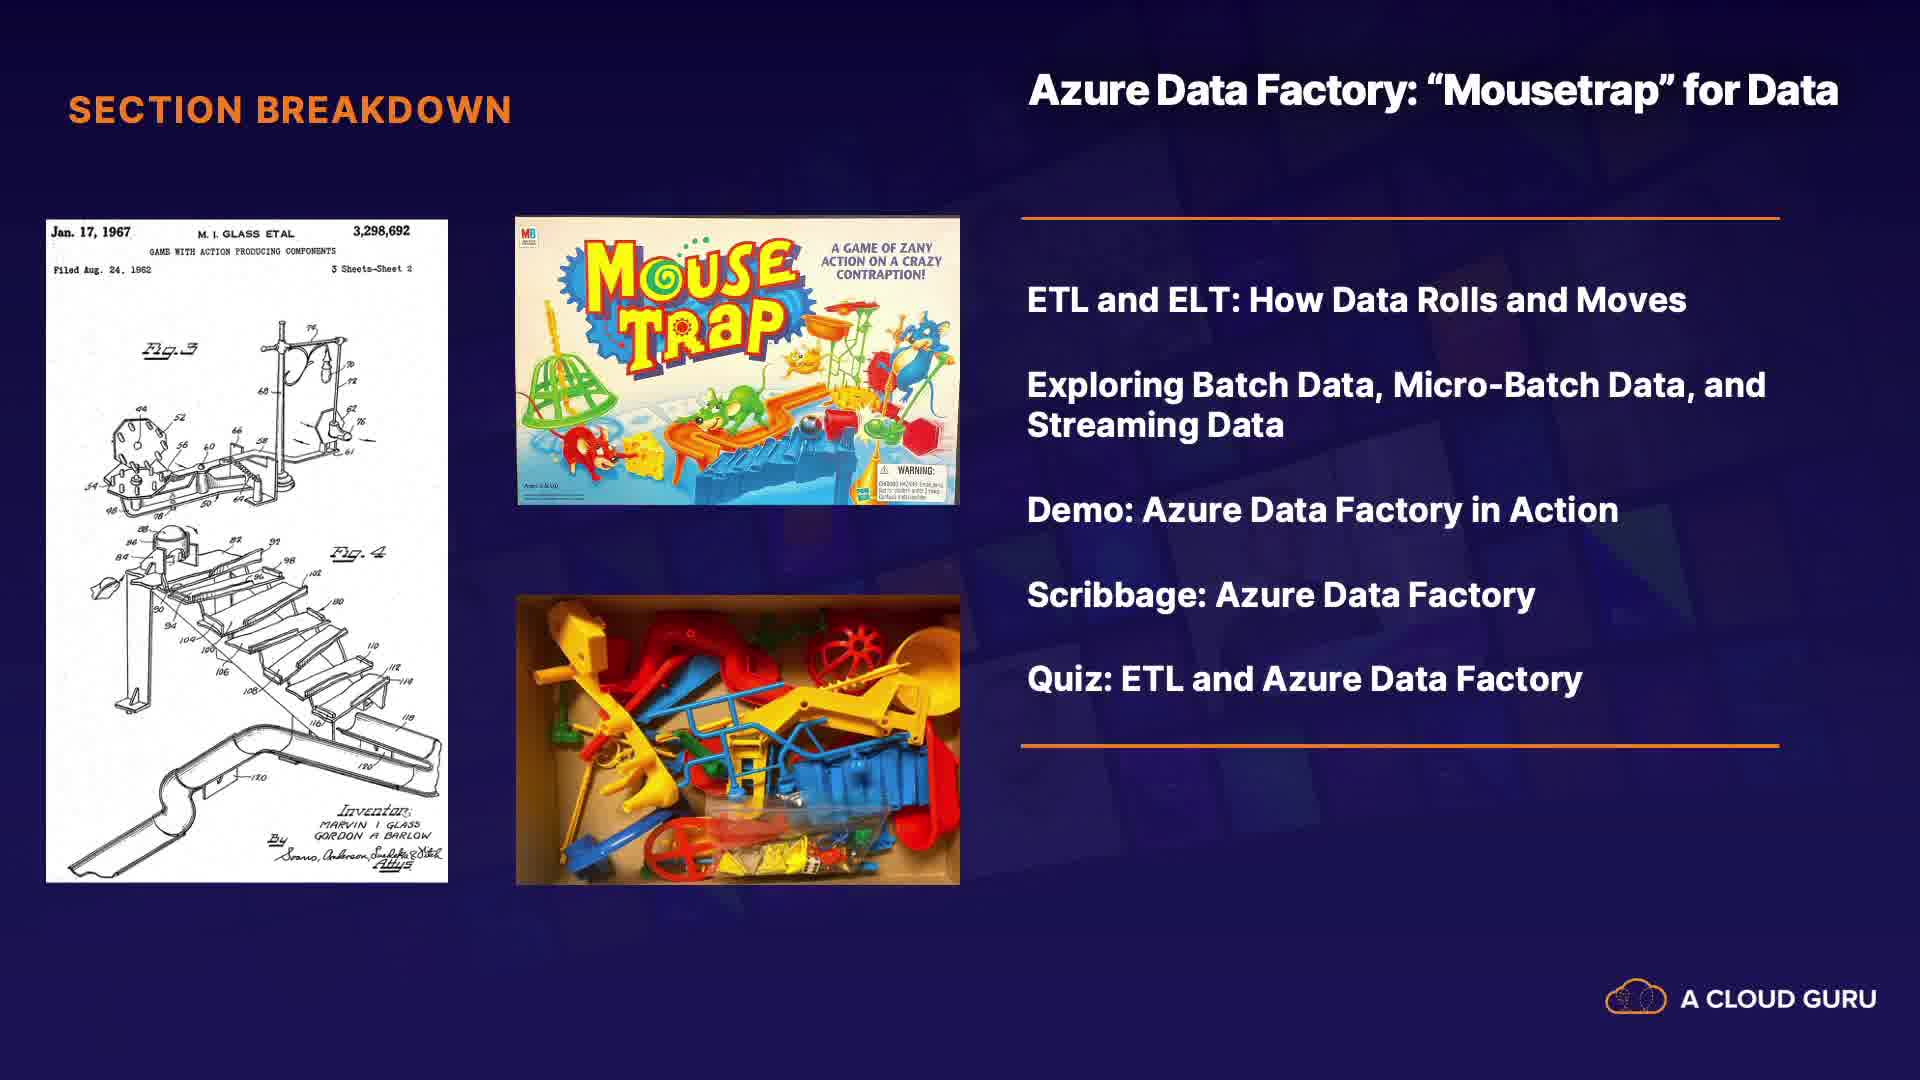 SECTION BREAKDOWN
Azure Data Factory: “Mousetrap” for Data
Jan. 17, 1967
M. I. GLASS ETAL
3,298,692
GAME WITH ACTION PRODUCING COMPONENTS
Filed Aug. 24, 1962
3 Sheets-Sheet 2
Fig. 3
Fig. 4
Inventor;
MARVIN I GLASS
GORDON A BARLOW
By
Attys.
MB
MOUSE
TRAP
A GAME OF ZANY
ACTION ON A CRAZY
CONTRAPTION!
WARNING:
ETL and ELT: How Data Rolls and Moves
Exploring Batch Data, Micro-Batch Data, and
Streaming Data
Demo: Azure Data Factory in Action
Scribbage: Azure Data Factory
Quiz: ETL and Azure Data Factory
A CLOUD GURU